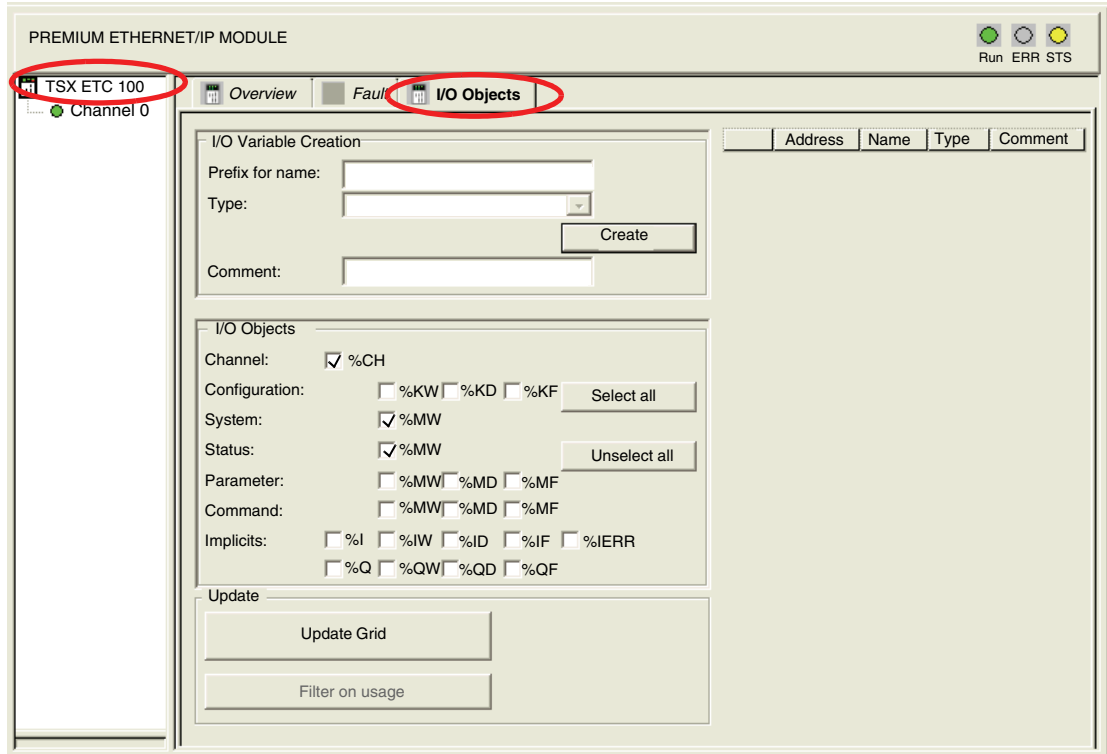 PREMIUM ETHERNET/IP MODULE
Run ERR STS
TSX ETC 100
Channel 0
Overview Fault I/O Objects
I/O Variable Creation
Prefix for name:
Type:
Create
Comment:
Address Name Type Comment
I/O Objects
Channel: %CH
Configuration: %KW %KD %KF Select all
System: %MW
Status: %MW Unselect all
Parameter: %MW %MD %MF
Command: %MW %MD %MF
Implicits: %I %IW %ID %IF %IERR
%Q %QW %QD %QF
Update
Update Grid
Filter on usage